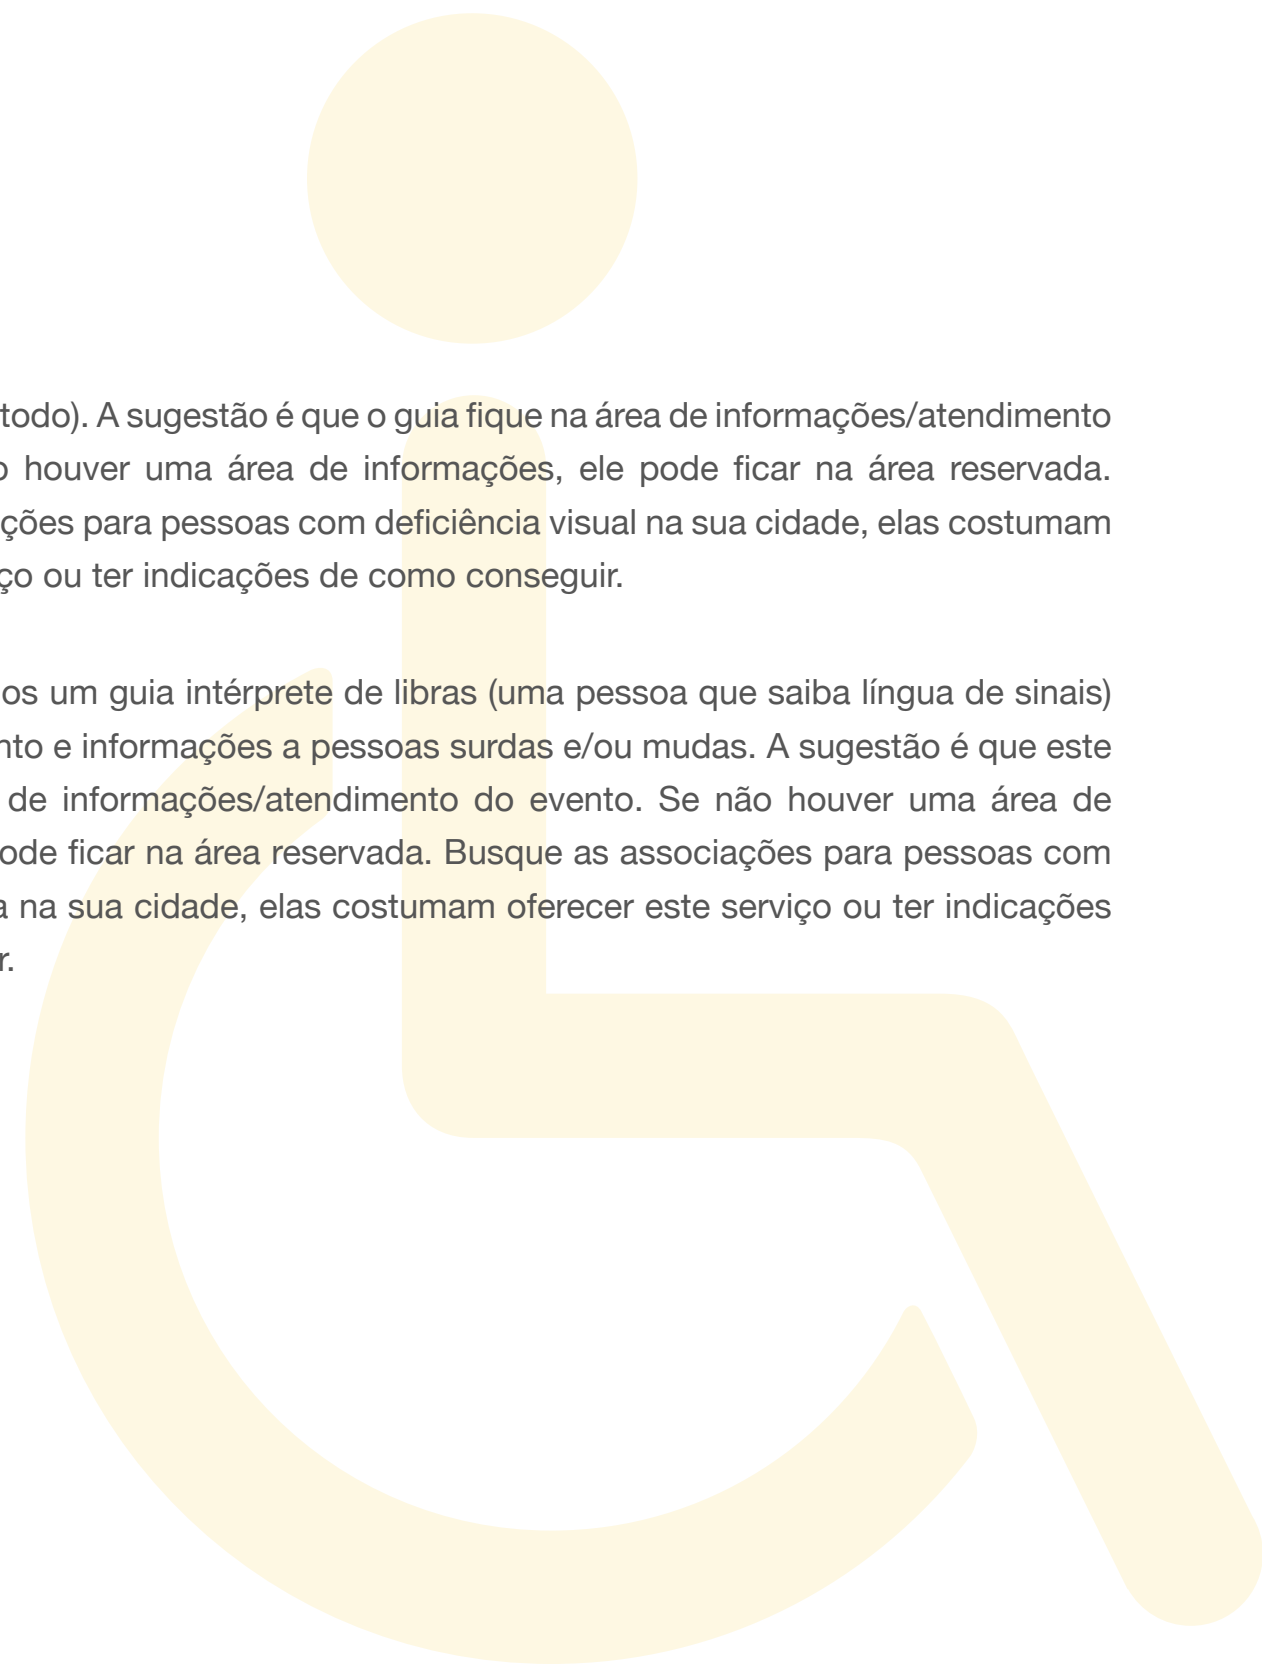 todo). A sugestão é que o guia fique na área de informações/atendimento
o houver uma área de informações, ele pode ficar na área reservada.
ções para pessoas com deficiência visual na sua cidade, elas costumam
ço ou ter indicações de como conseguir.
os um guia intérprete de libras (uma pessoa que saiba língua de sinais)
nto e informações a pessoas surdas e/ou mudas. A sugestão é que este
de informações/atendimento do evento. Se não houver uma área de
ode ficar na área reservada. Busque as associações para pessoas com
a na sua cidade, elas costumam oferecer este serviço ou ter indicações
r.